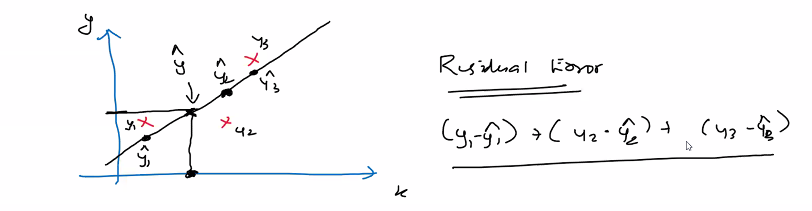 y
y₃
ŷ
ŷ₂
ŷ₃
y₁
y₂
ŷ₁
x
Residual Error
(y₁-ŷ₁) + (y₂ - ŷ₂) + (y₃ - ŷ₃)